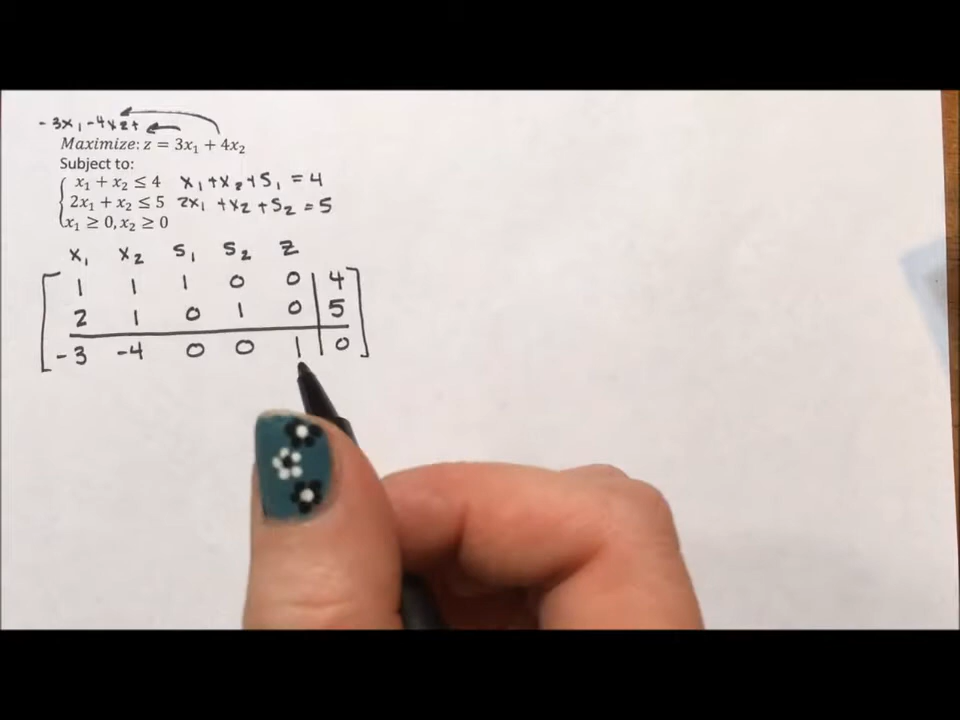 -3x₁-4x₂+
Maximize: z = 3x₁ + 4x₂
Subject to:
x₁ + x₂ ≤ 4 x₁+x₂+S₁ = 4
2x₁ + x₂ ≤ 5 2x₁ +x₂ +S₂ = 5
x₁ ≥ 0, x₂ ≥ 0
x₁ x₂ S₁ S₂ Z
1 1 1 0 0 4
2 1 0 1 0 5
-3 -4 0 0 1 0